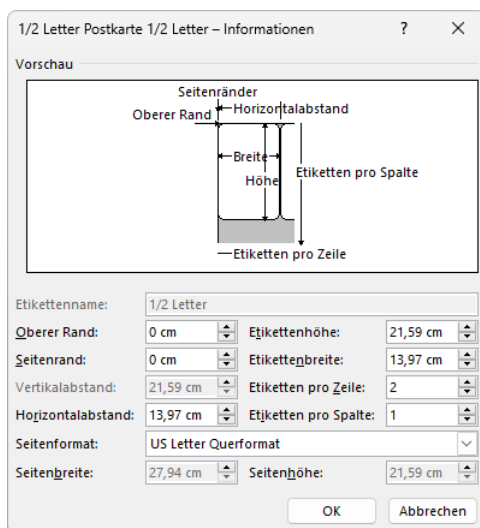 1/2 Letter Postkarte 1/2 Letter – Informationen ?
Vorschau
Seitenränder
Horizontalabstand
Oberer Rand
Breite
Höhe
Etiketten pro Spalte
Etiketten pro Zeile
Etikettenname: 1/2 Letter
Oberer Rand: 0 cm Etikettenhöhe: 21,59 cm
Seitenrand: 0 cm Etikettenbreite: 13,97 cm
Vertikalabstand: 21,59 cm Etiketten pro Zeile: 2
Horizontalabstand: 13,97 cm Etiketten pro Spalte: 1
Seitenformat: US Letter Querformat
Seitenbreite: 27,94 cm Seitenhöhe: 21,59 cm
OK Abbrechen